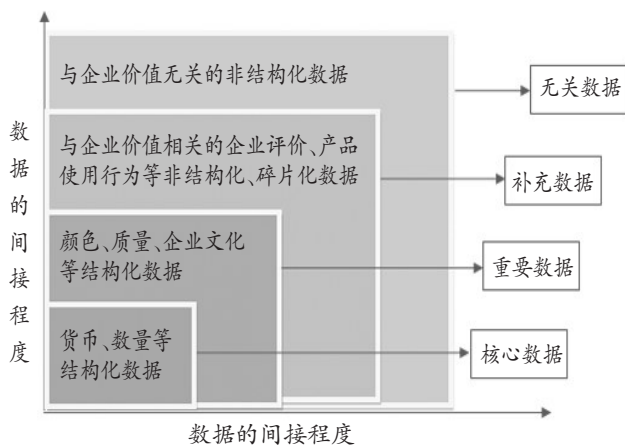 与企业价值无关的非结构化数据
无关数据
与企业价值相关的企业评价、产品
使用行为等非结构化、碎片化数据
补充数据
颜色、质量、企业文化
等结构化数据
重要数据
货币、数量等
结构化数据
核心数据
数据的间接程度
数据的间接程度